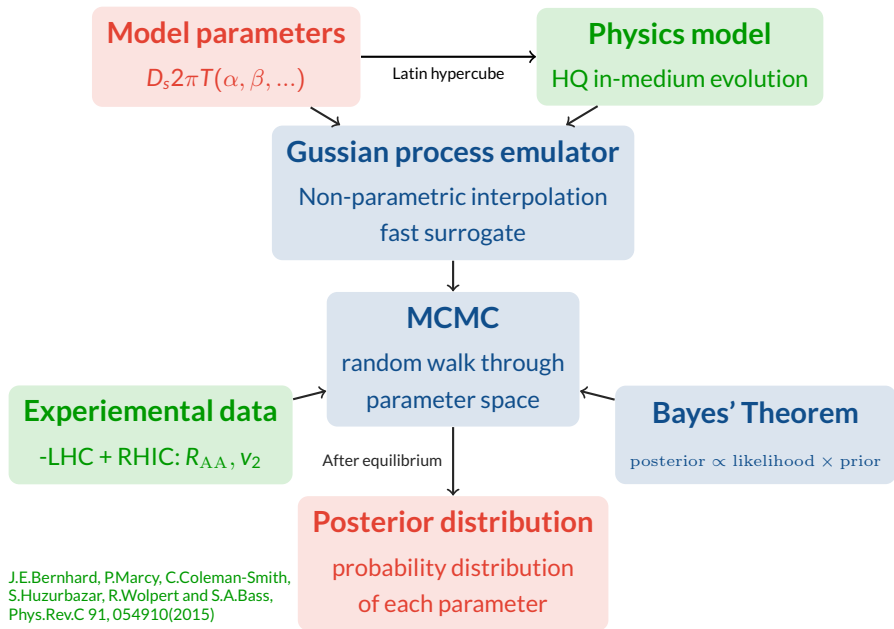 Model parameters
D_s2πT(α, β, ...)
Latin hypercube
Physics model
HQ in-medium evolution
Gussian process emulator
Non-parametric interpolation
fast surrogate
MCMC
random walk through
parameter space
Experiemental data
-LHC + RHIC: R_AA, v_2
Bayes' Theorem
posterior ∝ likelihood × prior
After equilibrium
Posterior distribution
probability distribution
of each parameter
J.E.Bernhard, P.Marcy, C.Coleman-Smith,
S.Huzurbazar, R.Wolpert and S.A.Bass,
Phys.Rev.C 91, 054910(2015)